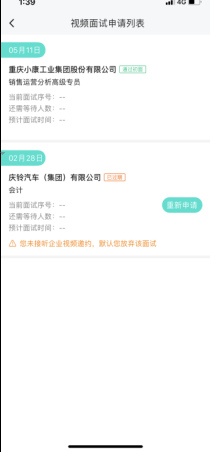 1:39
4G
视频面试申请列表
05月11日
重庆小康工业集团股份有限公司 通过初面
销售运营分析高级专员
当前面试序号：--
还需等待人数：--
预计面试时间：--
02月28日
庆铃汽车（集团）有限公司 已过期
会计
当前面试序号：--
还需等待人数：--
预计面试时间：--
重新申请
您未接听企业视频邀约，默认您放弃该面试